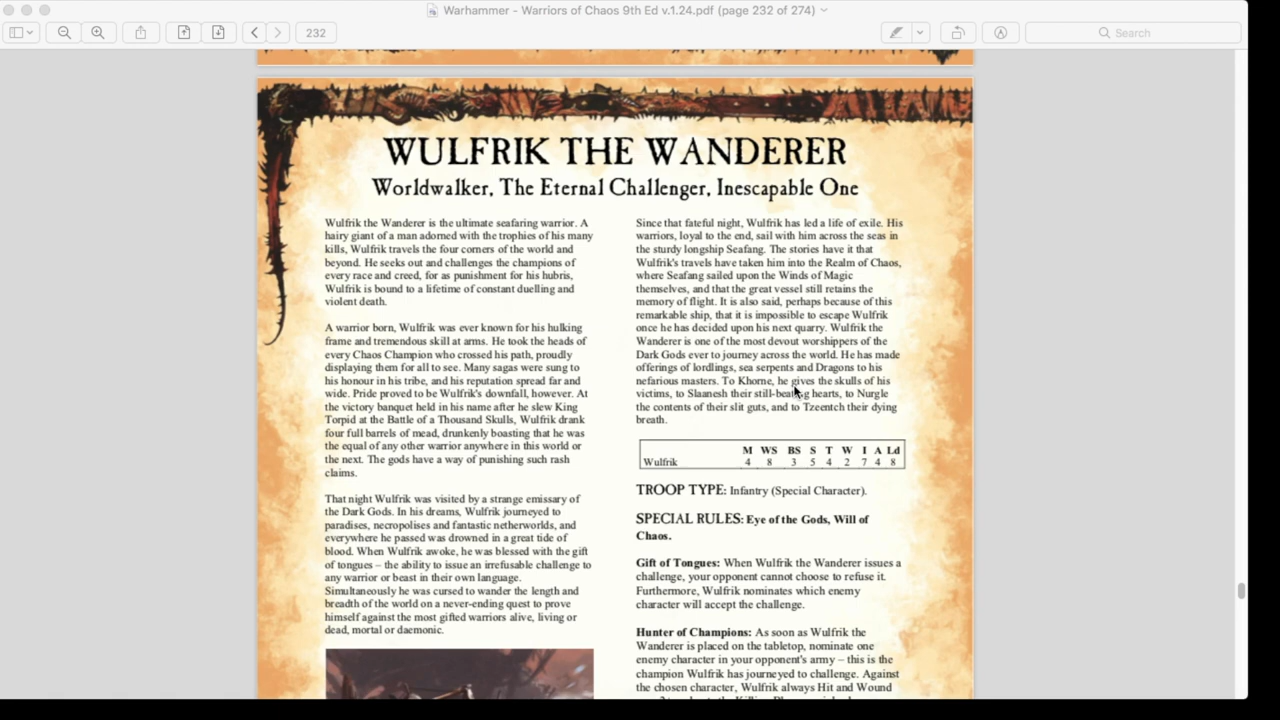 Warhammer - Warriors of Chaos 9th Ed v.1.24.pdf (page 232 of 274)
232
Search
WULFRIK THE WANDERER
Worldwalker, The Eternal Challenger, Inescapable One
Wulfrik the Wanderer is the ultimate seafaring warrior. A
hairy giant of a man adorned with the trophies of his many
kills, Wulfrik travels the four corners of the world and
beyond. He seeks out and challenges the champions of
every race and creed, for as punishment for his hubris,
Wulfrik is bound to a lifetime of constant duelling and
violent death.
A warrior born, Wulfrik was ever known for his hulking
frame and tremendous skill at arms. He took the heads of
every Chaos Champion who crossed his path, proudly
displaying them for all to see. Many sagas were sung to
his honour in his tribe, and his reputation spread far and
wide. Pride proved to be Wulfrik's downfall, however. At
the victory banquet held in his name after he slew King
Torpid at the Battle of a Thousand Skulls, Wulfrik drank
four full barrels of mead, drunkenly boasting that he was
the equal of any other warrior anywhere in this world or
the next. The gods have a way of punishing such rash
claims.
That night Wulfrik was visited by a strange emissary of
the Dark Gods. In his dreams, Wulfrik journeyed to
paradises, necropolises and fantastic netherworlds, and
everywhere he passed was drowned in a great tide of
blood. When Wulfrik awoke, he was blessed with the gift
of tongues – the ability to issue an irrefusable challenge to
any warrior or beast in their own language.
Simultaneously he was cursed to wander the length and
breadth of the world on a never-ending quest to prove
himself against the most gifted warriors alive, living or
dead, mortal or daemonic.
Since that fateful night, Wulfrik has led a life of exile. His
warriors, loyal to the end, sail with him across the seas in
the sturdy longship Seafang. The stories have it that
Wulfrik's travels have taken him into the Realm of Chaos,
where Seafang sailed upon the Winds of Magic
themselves, and that the great vessel still retains the
memory of flight. It is also said, perhaps because of this
remarkable ship, that it is impossible to escape Wulfrik
once he has decided upon his next quarry. Wulfrik the
Wanderer is one of the most devout worshippers of the
Dark Gods ever to journey across the world. He has made
offerings of lordlings, sea serpents and Dragons to his
nefarious masters. To Khorne, he gives the skulls of his
victims, to Slaanesh their still-beating hearts, to Nurgle
the contents of their slit guts, and to Tzeentch their dying
breath.
M WS BS S T W I A Ld
Wulfrik 4 8 3 5 4 2 7 4 8
TROOP TYPE: Infantry (Special Character).
SPECIAL RULES: Eye of the Gods, Will of
Chaos.
Gift of Tongues: When Wulfrik the Wanderer issues a
challenge, your opponent cannot choose to refuse it.
Furthermore, Wulfrik nominates which enemy
character will accept the challenge.
Hunter of Champions: As soon as Wulfrik the
Wanderer is placed on the tabletop, nominate one
enemy character in your opponent's army – this is the
champion Wulfrik has journeyed to challenge. Against
the chosen character, Wulfrik always Hit and Wound